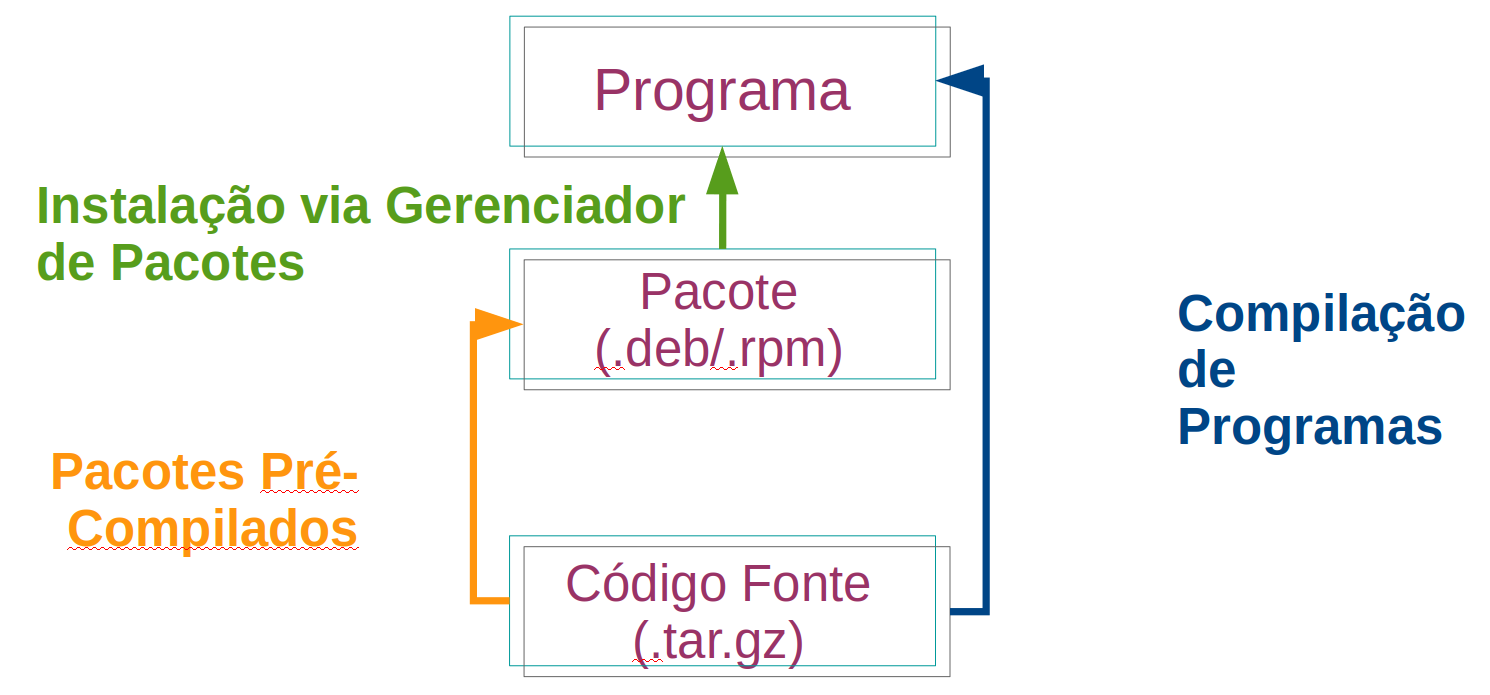 Programa
Instalação via Gerenciador
de Pacotes
Pacote
(.deb/.rpm)
Compilação
de
Programas
Pacotes Pré-
Compilados
Código Fonte
(.tar.gz)